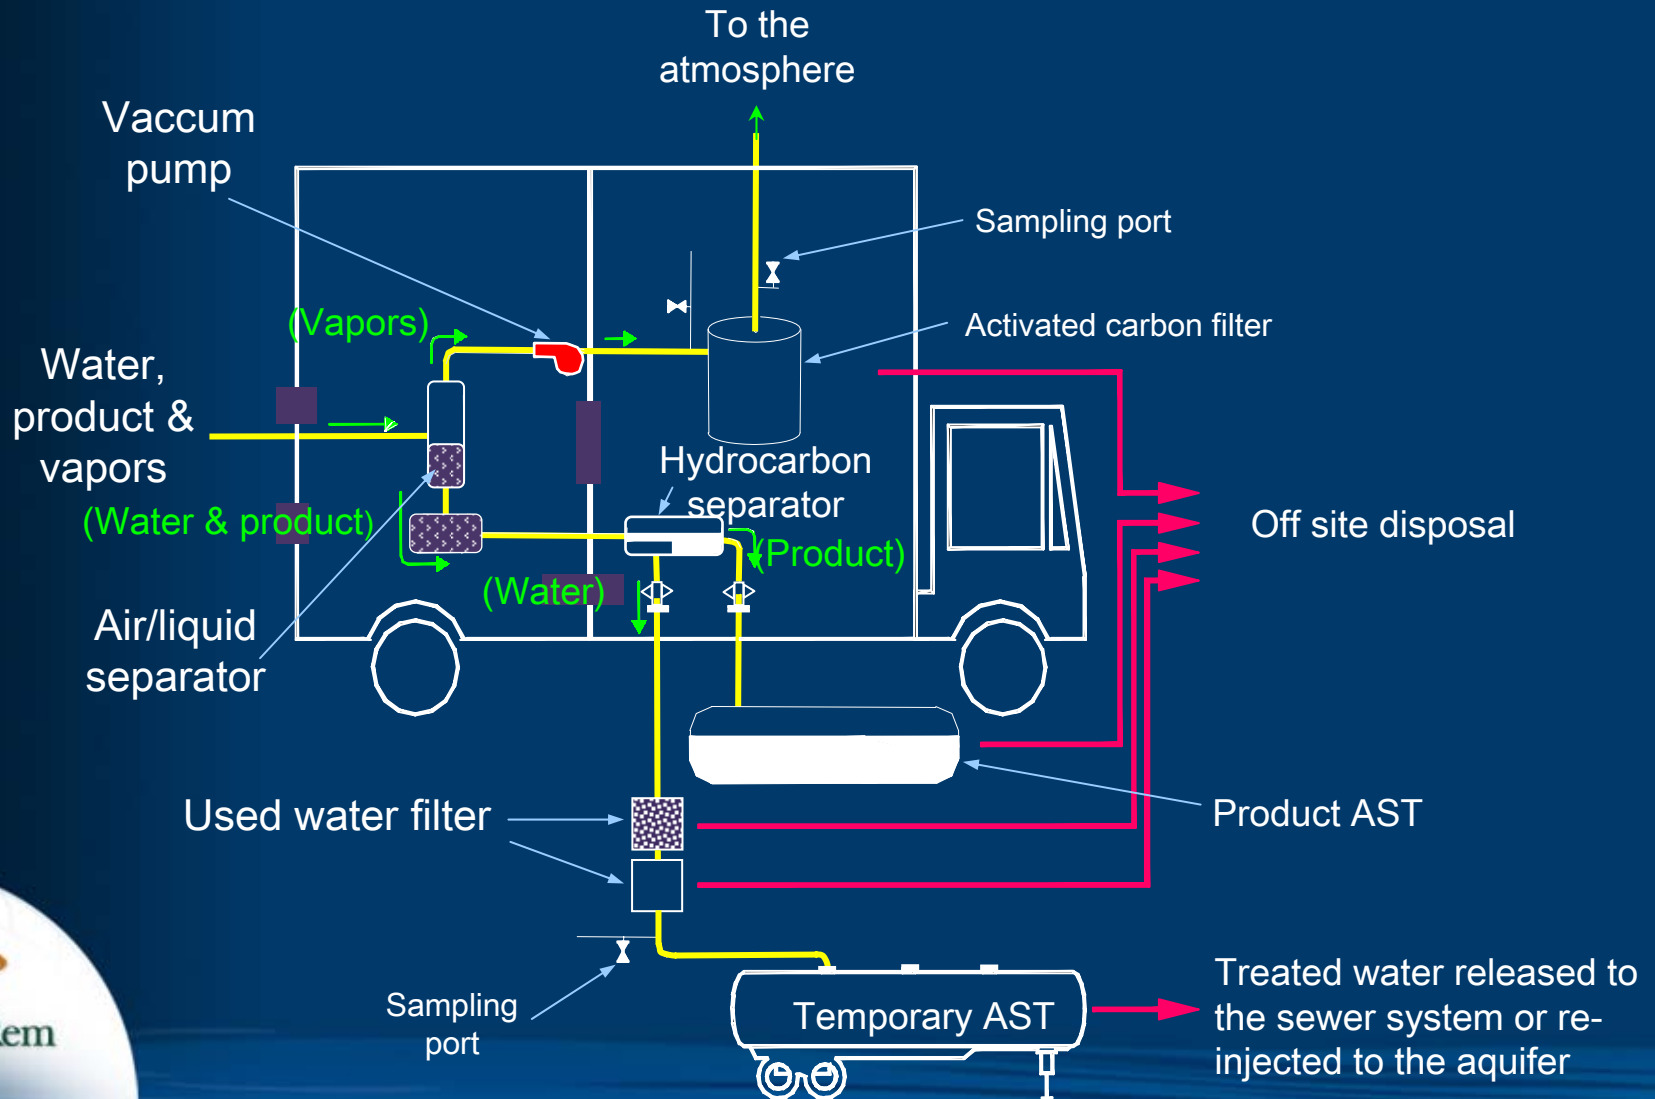 To the
atmosphere
Vaccum
pump
Sampling port
(Vapors)
Activated carbon filter
Water,
product &
vapors
Hydrocarbon
separator
(Water & product)
(Product)
Off site disposal
(Water)
Air/liquid
separator
Used water filter
Product AST
Sampling
port
Temporary AST
Treated water released to
the sewer system or re-
injected to the aquifer